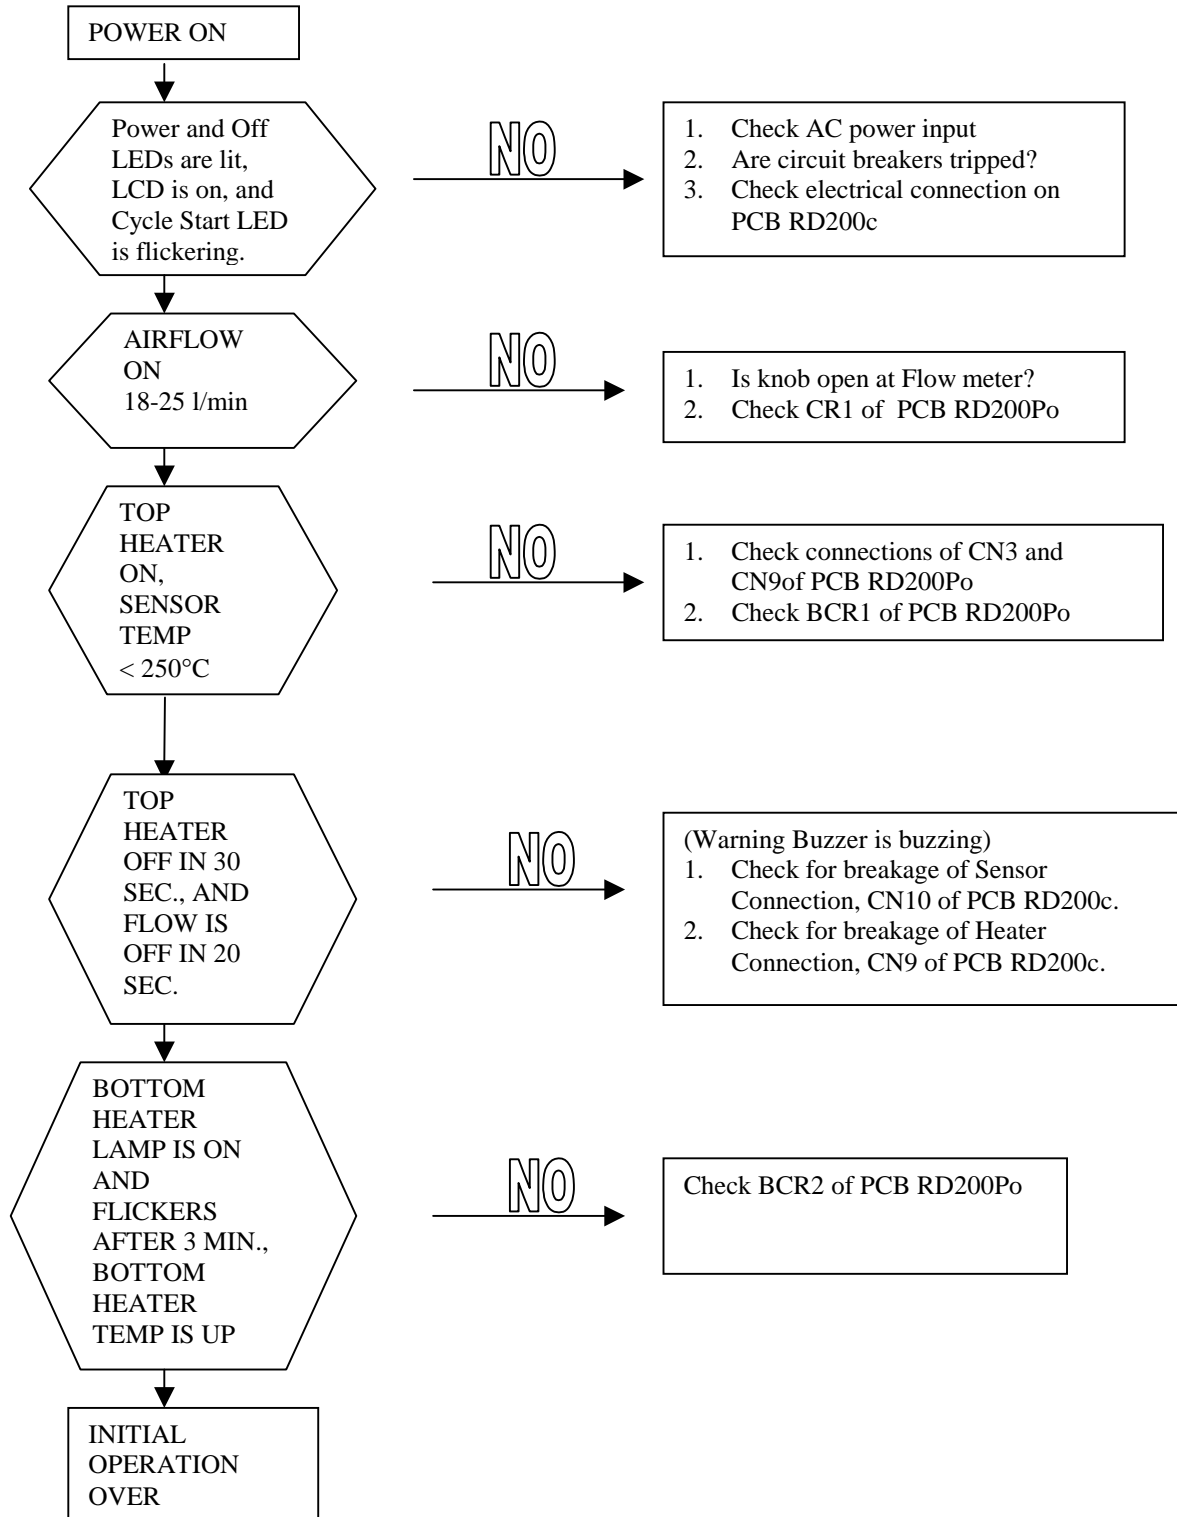 POWER ON
Power and Off
LEDs are lit,
LCD is on, and
Cycle Start LED
is flickering.
NO
1. Check AC power input
2. Are circuit breakers tripped?
3. Check electrical connection on
PCB RD200c
AIRFLOW
ON
18-25 l/min
NO
1. Is knob open at Flow meter?
2. Check CR1 of PCB RD200Po
TOP
HEATER
ON,
SENSOR
TEMP
< 250°C
NO
1. Check connections of CN3 and
CN9of PCB RD200Po
2. Check BCR1 of PCB RD200Po
TOP
HEATER
OFF IN 30
SEC., AND
FLOW IS
OFF IN 20
SEC.
NO
(Warning Buzzer is buzzing)
1. Check for breakage of Sensor
Connection, CN10 of PCB RD200c.
2. Check for breakage of Heater
Connection, CN9 of PCB RD200c.
BOTTOM
HEATER
LAMP IS ON
AND
FLICKERS
AFTER 3 MIN.,
BOTTOM
HEATER
TEMP IS UP
NO
Check BCR2 of PCB RD200Po
INITIAL
OPERATION
OVER